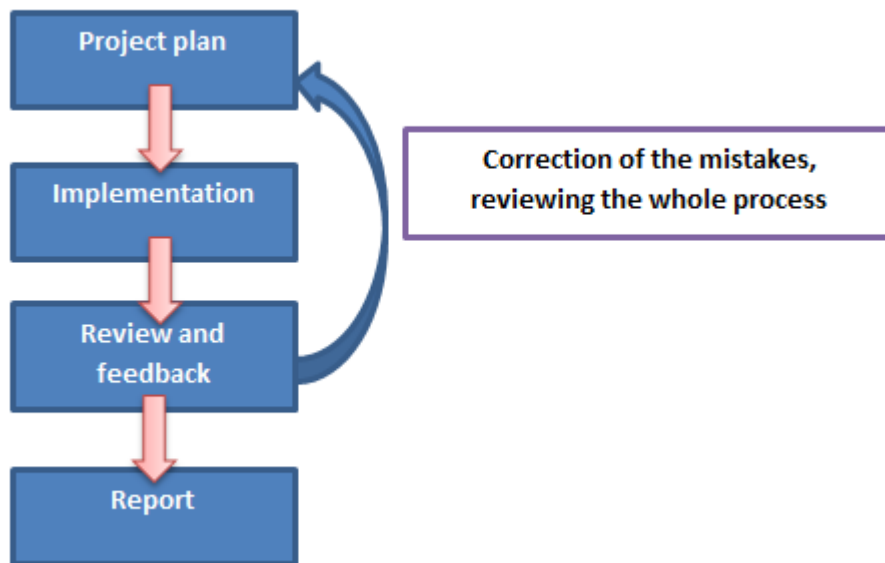 Project plan
Correction of the mistakes,
reviewing the whole process
Implementation
Review and
feedback
Report